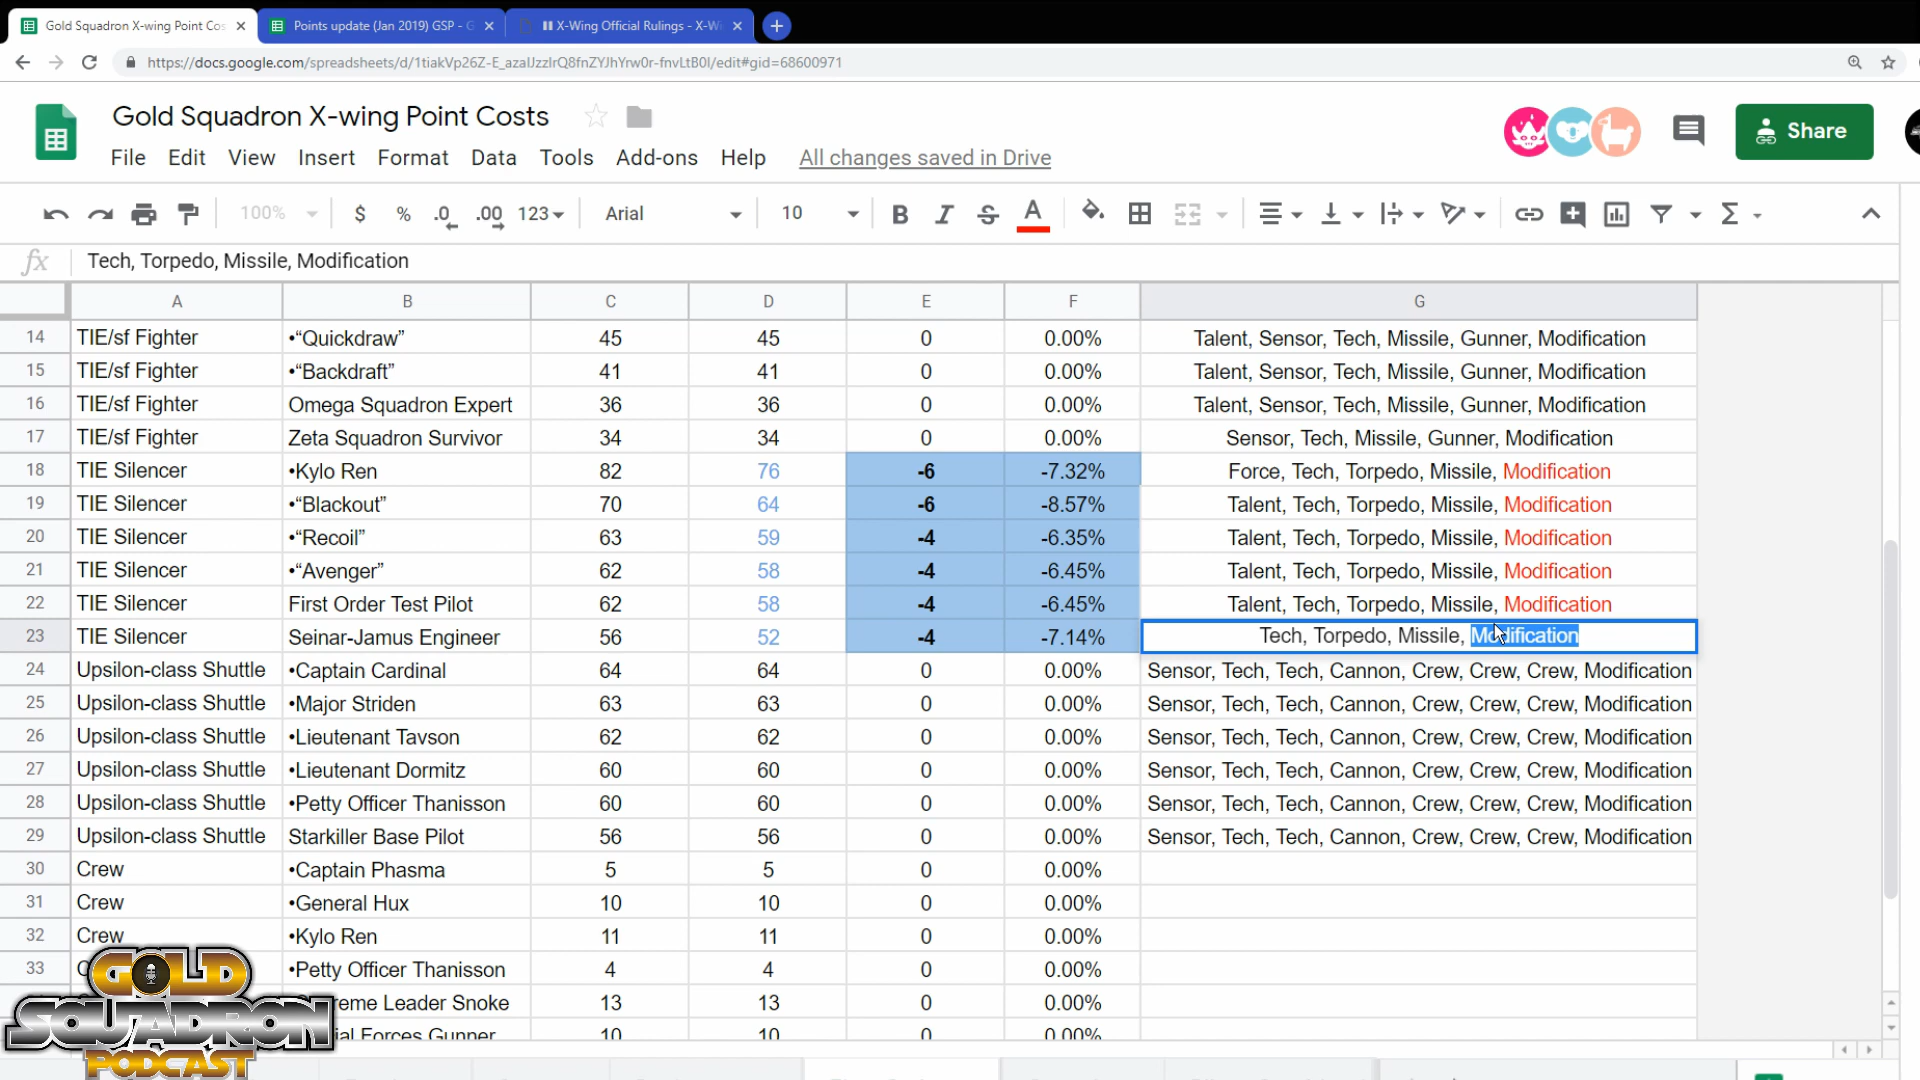 Gold Squadron X-wing Point Cos
Points update (Jan 2019) GSP - G
X-Wing Official Rulings - X-Wi
https://docs.google.com/spreadsheets/d/1tiakVp26Z-E_azalJzzIrQ8fnZYJhYrw0r-fnvLtB0I/edit#gid=68600971
Gold Squadron X-wing Point Costs
File Edit View Insert Format Data Tools Add-ons Help All changes saved in Drive
Share
100% $ % .0 .00 123 Arial 10 B I S A Σ
fx Tech, Torpedo, Missile, Modification
A B C D E F G
14 TIE/sf Fighter •“Quickdraw” 45 45 0 0.00% Talent, Sensor, Tech, Missile, Gunner, Modification
15 TIE/sf Fighter •“Backdraft” 41 41 0 0.00% Talent, Sensor, Tech, Missile, Gunner, Modification
16 TIE/sf Fighter Omega Squadron Expert 36 36 0 0.00% Talent, Sensor, Tech, Missile, Gunner, Modification
17 TIE/sf Fighter Zeta Squadron Survivor 34 34 0 0.00% Sensor, Tech, Missile, Gunner, Modification
18 TIE Silencer •Kylo Ren 82 76 -6 -7.32% Force, Tech, Torpedo, Missile, Modification
19 TIE Silencer •“Blackout” 70 64 -6 -8.57% Talent, Tech, Torpedo, Missile, Modification
20 TIE Silencer •“Recoil” 63 59 -4 -6.35% Talent, Tech, Torpedo, Missile, Modification
21 TIE Silencer •“Avenger” 62 58 -4 -6.45% Talent, Tech, Torpedo, Missile, Modification
22 TIE Silencer First Order Test Pilot 62 58 -4 -6.45% Talent, Tech, Torpedo, Missile, Modification
23 TIE Silencer Seinar-Jamus Engineer 56 52 -4 -7.14% Tech, Torpedo, Missile, Modification
24 Upsilon-class Shuttle •Captain Cardinal 64 64 0 0.00% Sensor, Tech, Tech, Cannon, Crew, Crew, Crew, Modification
25 Upsilon-class Shuttle •Major Striden 63 63 0 0.00% Sensor, Tech, Tech, Cannon, Crew, Crew, Crew, Modification
26 Upsilon-class Shuttle •Lieutenant Tavson 62 62 0 0.00% Sensor, Tech, Tech, Cannon, Crew, Crew, Crew, Modification
27 Upsilon-class Shuttle •Lieutenant Dormitz 60 60 0 0.00% Sensor, Tech, Tech, Cannon, Crew, Crew, Crew, Modification
28 Upsilon-class Shuttle •Petty Officer Thanisson 60 60 0 0.00% Sensor, Tech, Tech, Cannon, Crew, Crew, Crew, Modification
29 Upsilon-class Shuttle Starkiller Base Pilot 56 56 0 0.00% Sensor, Tech, Tech, Cannon, Crew, Crew, Crew, Modification
30 Crew •Captain Phasma 5 5 0 0.00%
31 Crew •General Hux 10 10 0 0.00%
32 Crew •Kylo Ren 11 11 0 0.00%
33 C •Petty Officer Thanisson 4 4 0 0.00%
reme Leader Snoke 13 13 0 0.00%
ial Forces Gunner 10 10 0 0.00%
GOLD
SQUADRON
PODCAST